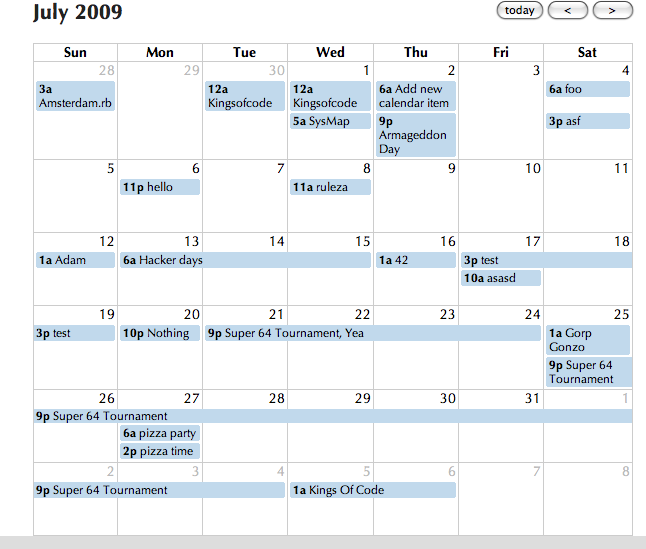 July 2009
today < >
Sun Mon Tue Wed Thu Fri Sat
28 29 30 1 2 3 4
3a
Amsterdam.rb
12a
Kingsofcode
12a
Kingsofcode
5a SysMap
6a Add new
calendar item
9p
Armageddon
Day
6a foo
3p asf
5 6 7 8 9 10 11
11p hello
11a ruleza
12 13 14 15 16 17 18
1a Adam
6a Hacker days
1a 42
3p test
10a asasd
19 20 21 22 23 24 25
3p test
10p Nothing
9p Super 64 Tournament, Yea
1a Gorp
Gonzo
9p Super 64
Tournament
26 27 28 29 30 31 1
9p Super 64 Tournament
6a pizza party
2p pizza time
2 3 4 5 6 7 8
9p Super 64 Tournament
1a Kings Of Code